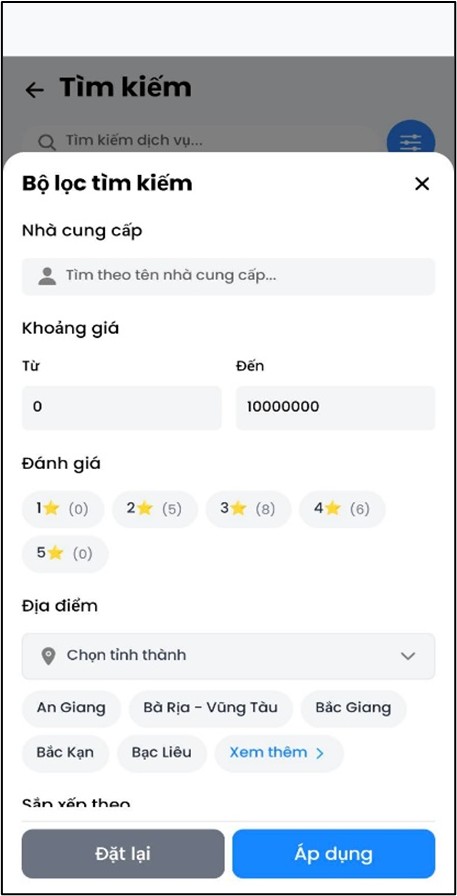 Tìm kiếm
Tìm kiếm dịch vụ...
Bộ lọc tìm kiếm
Nhà cung cấp
Tìm theo tên nhà cung cấp...
Khoảng giá
Từ Đến
0 10000000
Đánh giá
1⭐ (0) 2⭐ (5) 3⭐ (8) 4⭐ (6)
5⭐ (0)
Địa điểm
Chọn tỉnh thành
An Giang Bà Rịa - Vũng Tàu Bắc Giang
Bắc Kạn Bạc Liêu Xem thêm >
Sắp xếp theo
Đặt lại Áp dụng